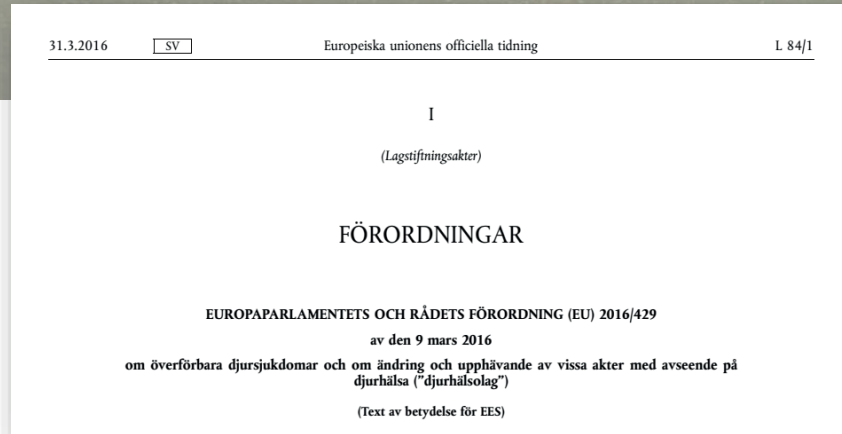 31.3.2016 SV Europeiska unionens officiella tidning L 84/1
I
(Lagstiftningsakter)
FÖRORDNINGAR
EUROPAPARLAMENTETS OCH RÅDETS FÖRORDNING (EU) 2016/429
av den 9 mars 2016
om överförbara djursjukdomar och om ändring och upphävande av vissa akter med avseende på
djurhälsa (”djurhälsolag”)
(Text av betydelse för EES)